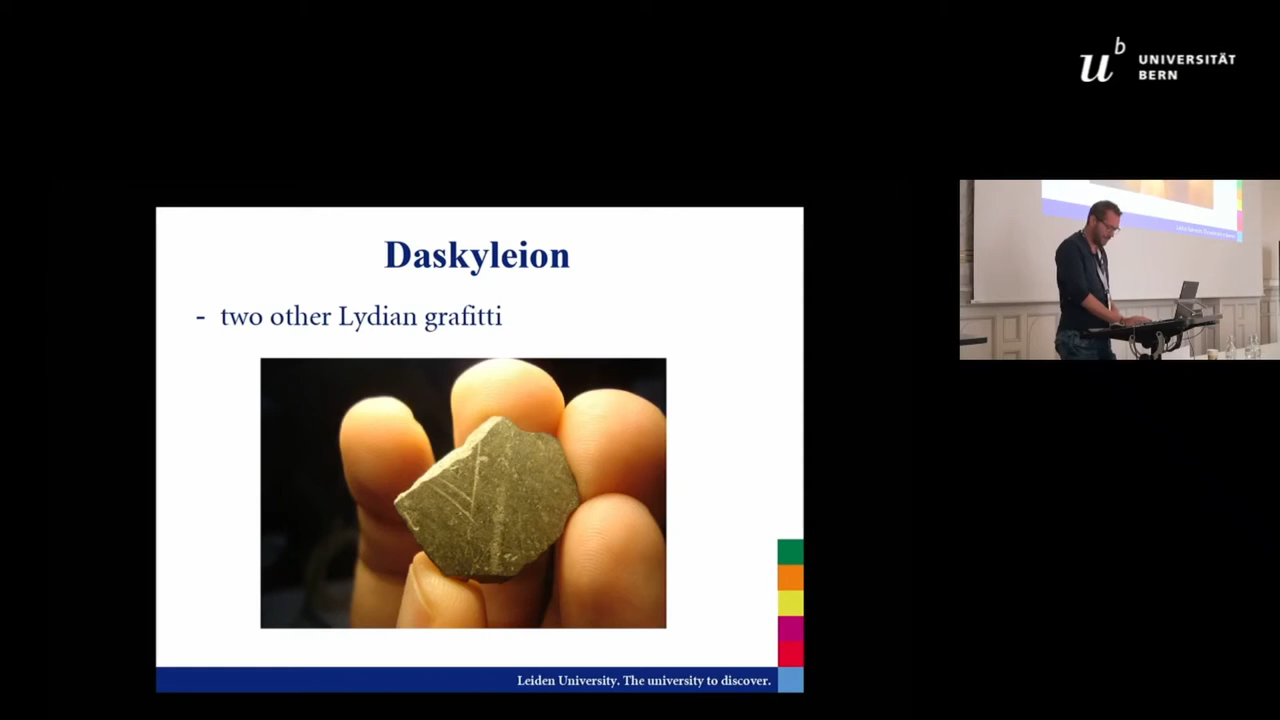 u^b UNIVERSITÄT
BERN
Daskyleion
- two other Lydian grafitti
Leiden University. The university to discover.